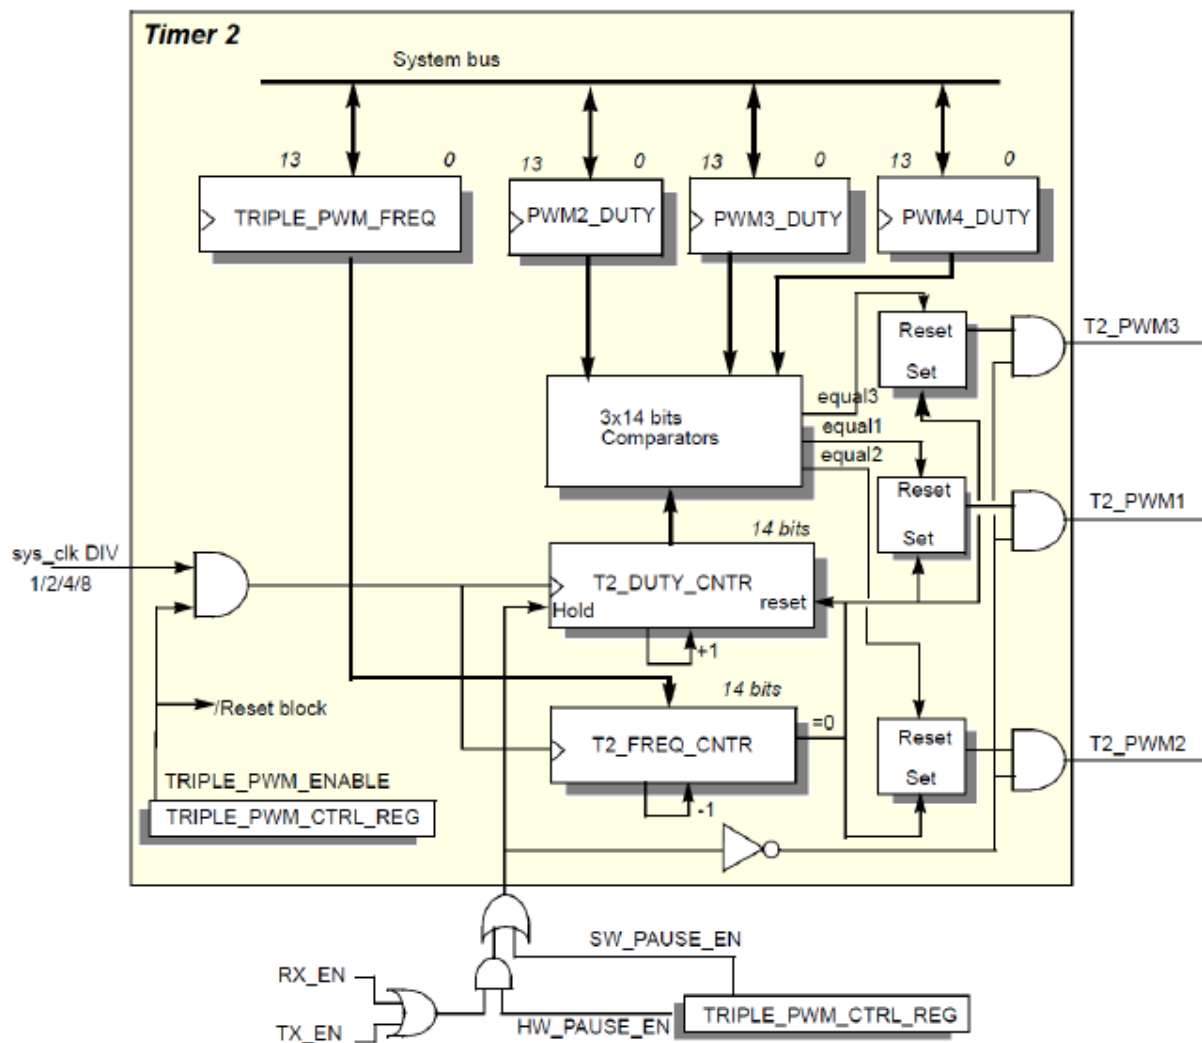 Timer 2
System bus
13 0
13 0
13 0
13 0
TRIPLE_PWM_FREQ
PWM2_DUTY
PWM3_DUTY
PWM4_DUTY
T2_PWM3
Reset
Set
equal3
3x14 bits
Comparators
equal1
equal2
T2_PWM1
Reset
Set
14 bits
sys_clk DIV
1/2/4/8
T2_DUTY_CNTR
Hold
reset
+1
14 bits
/Reset block
=0
T2_FREQ_CNTR
-1
Reset
Set
T2_PWM2
TRIPLE_PWM_ENABLE
TRIPLE_PWM_CTRL_REG
SW_PAUSE_EN
RX_EN
TX_EN
HW_PAUSE_EN
TRIPLE_PWM_CTRL_REG